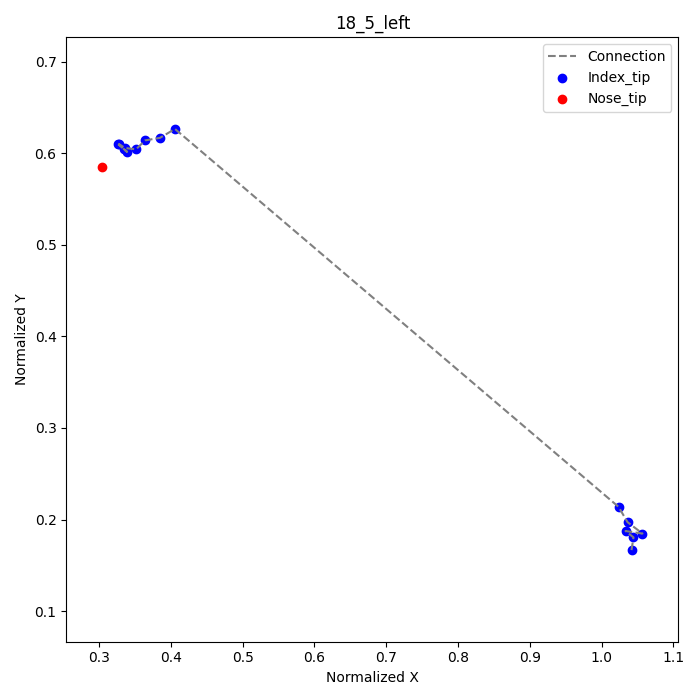 18_5_left
Connection
Index_tip
Nose_tip
0.7
0.6
0.5
0.4
0.3
0.2
0.1
Normalized Y
0.3 0.4 0.5 0.6 0.7 0.8 0.9 1.0 1.1
Normalized X